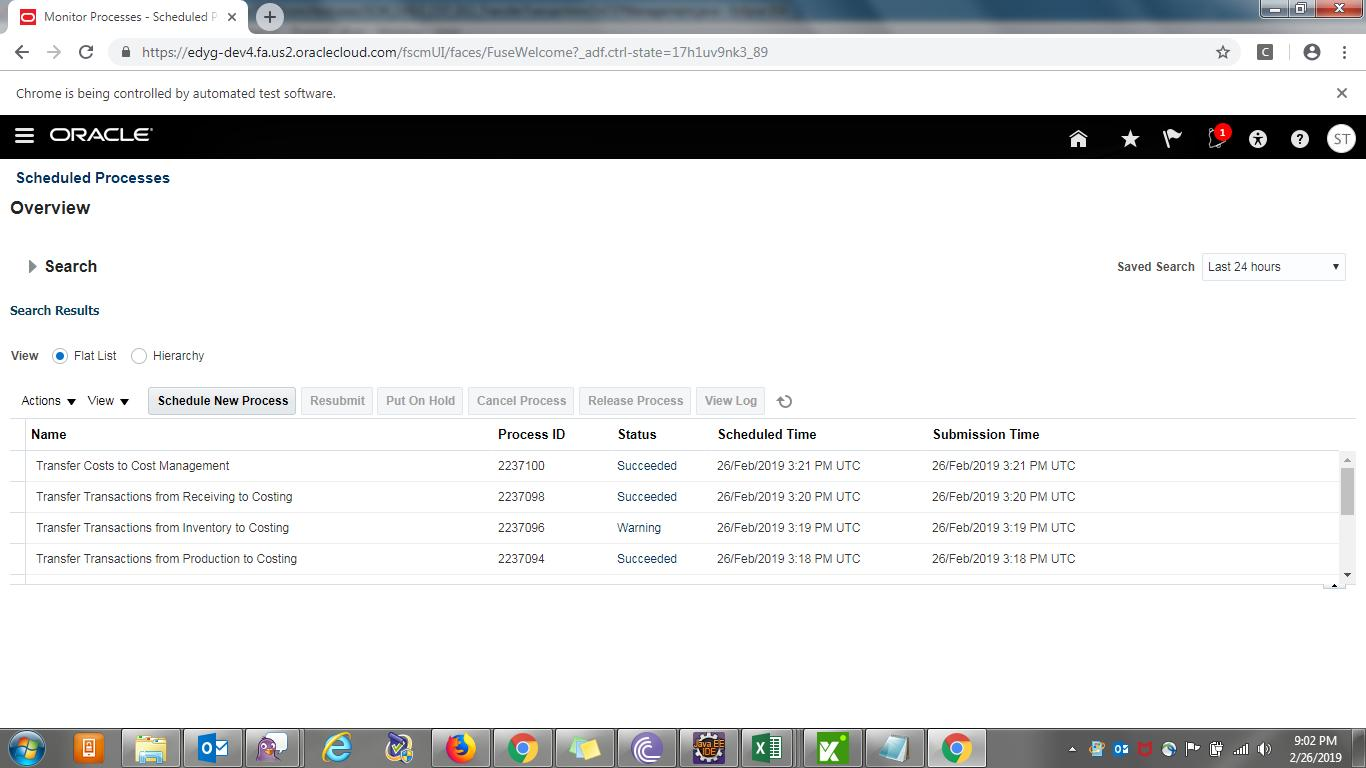 Monitor Processes - Scheduled P
https://edyg-dev4.fa.us2.oraclecloud.com/fscmUI/faces/FuseWelcome?_adf.ctrl-state=17h1uv9nk3_89
C
Chrome is being controlled by automated test software.
ORACLE
1
?
ST
Scheduled Processes
Overview
Search
Saved Search Last 24 hours
Search Results
View Flat List Hierarchy
Actions View Schedule New Process Resubmit Put On Hold Cancel Process Release Process View Log
Name Process ID Status Scheduled Time Submission Time
Transfer Costs to Cost Management 2237100 Succeeded 26/Feb/2019 3:21 PM UTC 26/Feb/2019 3:21 PM UTC
Transfer Transactions from Receiving to Costing 2237098 Succeeded 26/Feb/2019 3:20 PM UTC 26/Feb/2019 3:20 PM UTC
Transfer Transactions from Inventory to Costing 2237096 Warning 26/Feb/2019 3:19 PM UTC 26/Feb/2019 3:19 PM UTC
Transfer Transactions from Production to Costing 2237094 Succeeded 26/Feb/2019 3:18 PM UTC 26/Feb/2019 3:18 PM UTC
Java EE
IDE
9:02 PM
2/26/2019